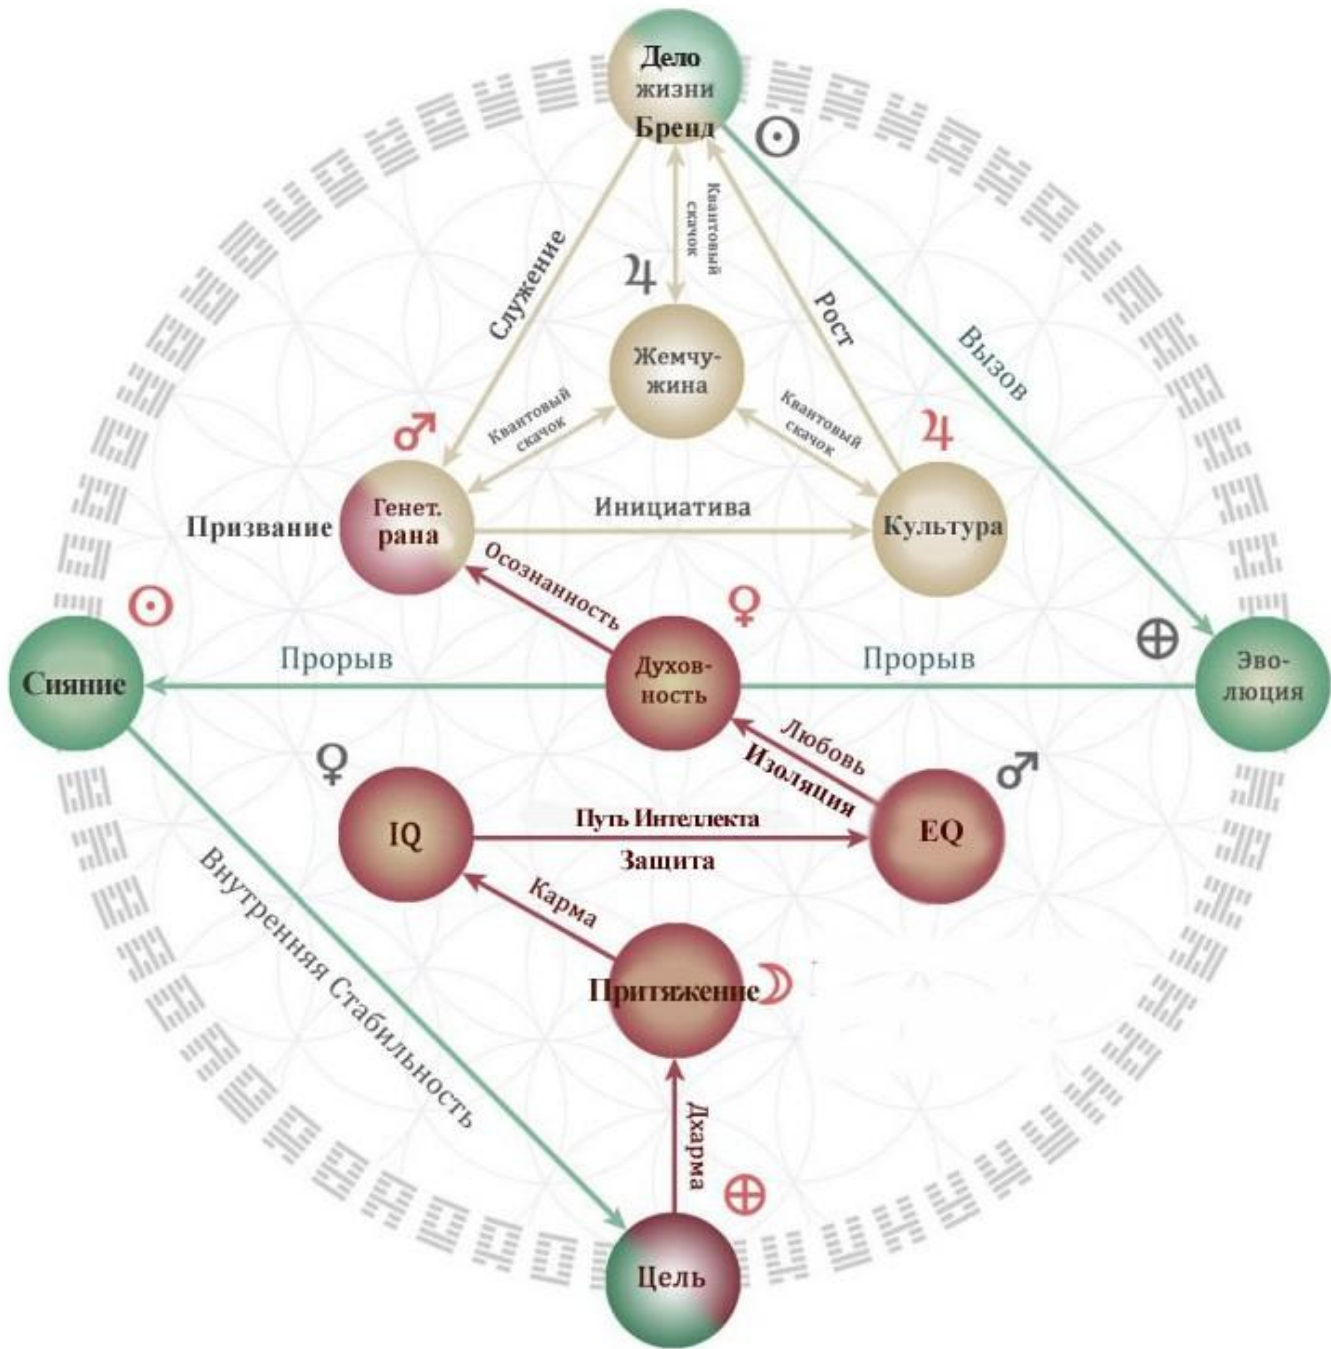 Дело
жизни
Бренд
Квантовый
скачок
Служение
Рост
Вызов
Жемчу-
жина
Квантовый
скачок
Квантовый
скачок
Призвание
Генет.
рана
Инициатива
Культура
Осознанность
Сияние
Прорыв
Духов-
ность
Прорыв
Эво-
люция
Любовь
Изоляция
IQ
Путь Интеллекта
Защита
EQ
Карма
Внутренняя Стабильность
Притяжение
Дхарма
Цель